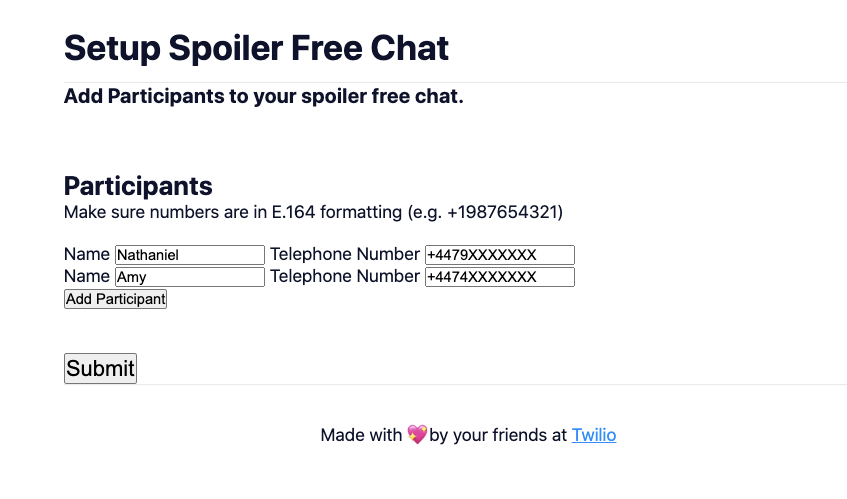 Setup Spoiler Free Chat
Add Participants to your spoiler free chat.
Participants
Make sure numbers are in E.164 formatting (e.g. +1987654321)
Name Nathaniel Telephone Number +4479XXXXXXX
Name Amy Telephone Number +4474XXXXXXX
Add Participant
Submit
Made with 💖by your friends at Twilio